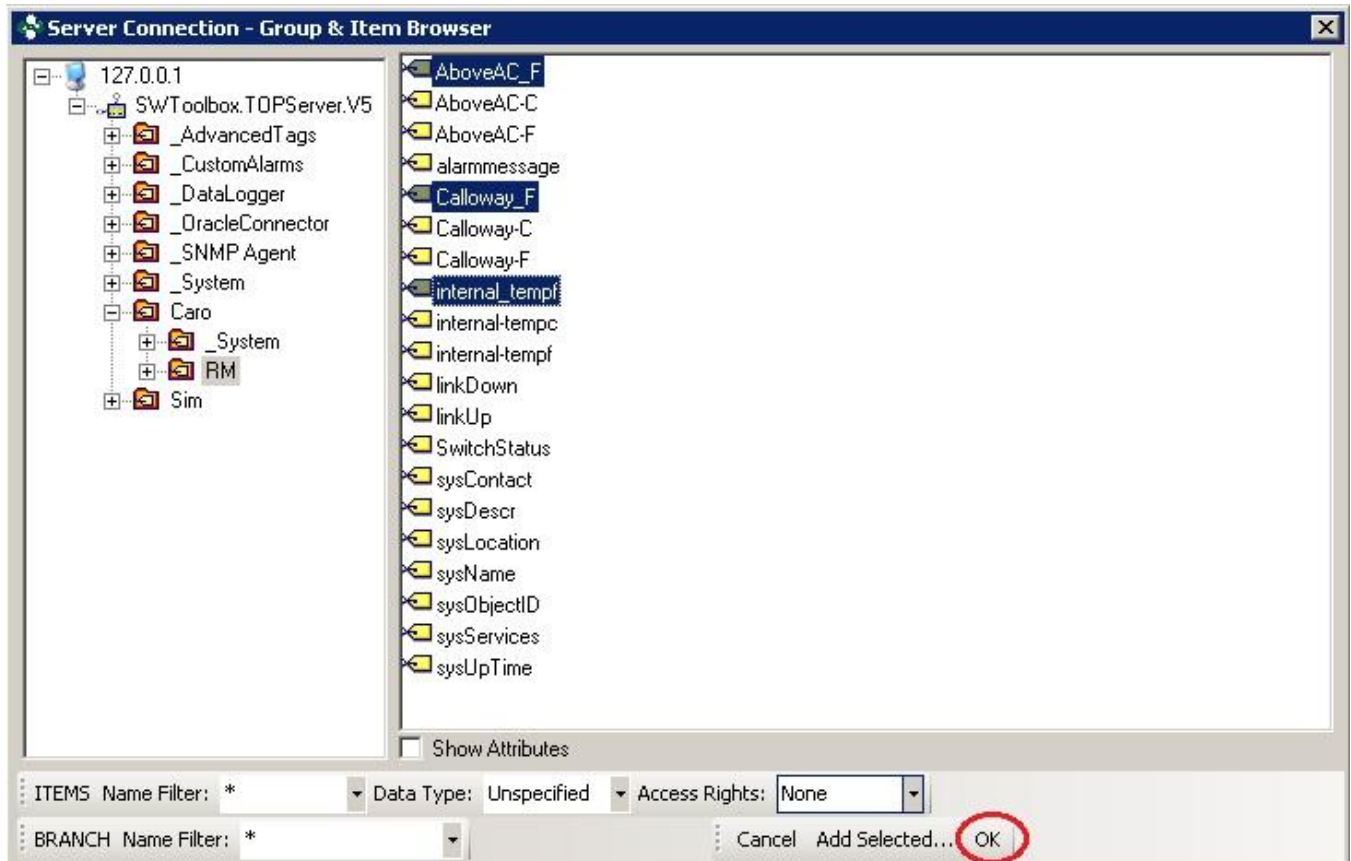 Server Connection - Group & Item Browser
127.0.0.1
SWToolbox.TOPServer.V5
_AdvancedTags
_CustomAlarms
_DataLogger
_OracleConnector
_SNMP Agent
_System
Caro
_System
RM
Sim
AboveAC_F
AboveAC-C
AboveAC-F
alarmmessage
Calloway_F
Calloway-C
Calloway-F
internal_tempf
internal-tempc
internal-tempf
linkDown
linkUp
SwitchStatus
sysContact
sysDescr
sysLocation
sysName
sysObjectID
sysServices
sysUpTime
Show Attributes
ITEMS Name Filter: * Data Type: Unspecified Access Rights: None
BRANCH Name Filter: * Cancel Add Selected... OK